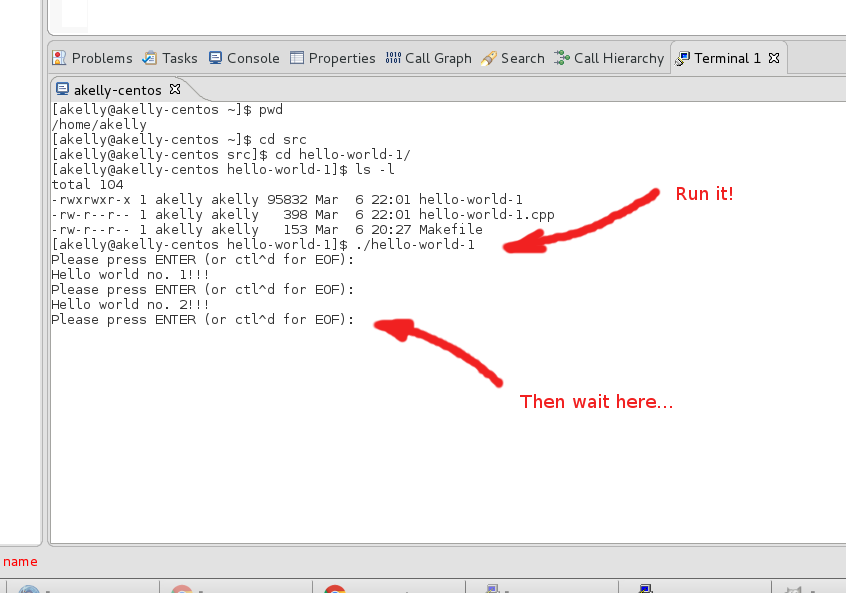 Problems Tasks Console Properties Call Graph Search Call Hierarchy Terminal 1
akelly-centos
[akelly@akelly-centos ~]$ pwd
/home/akelly
[akelly@akelly-centos ~]$ cd src
[akelly@akelly-centos src]$ cd hello-world-1/
[akelly@akelly-centos hello-world-1]$ ls -l
total 104
-rwxrwxr-x 1 akelly akelly 95832 Mar  6 22:01 hello-world-1
-rw-r--r-- 1 akelly akelly   398 Mar  6 22:01 hello-world-1.cpp
-rw-r--r-- 1 akelly akelly   153 Mar  6 20:27 Makefile
[akelly@akelly-centos hello-world-1]$ ./hello-world-1
Run it!
Please press ENTER (or ctl^d for EOF):
Hello world no. 1!!!
Please press ENTER (or ctl^d for EOF):
Hello world no. 2!!!
Please press ENTER (or ctl^d for EOF):
Then wait here...
name